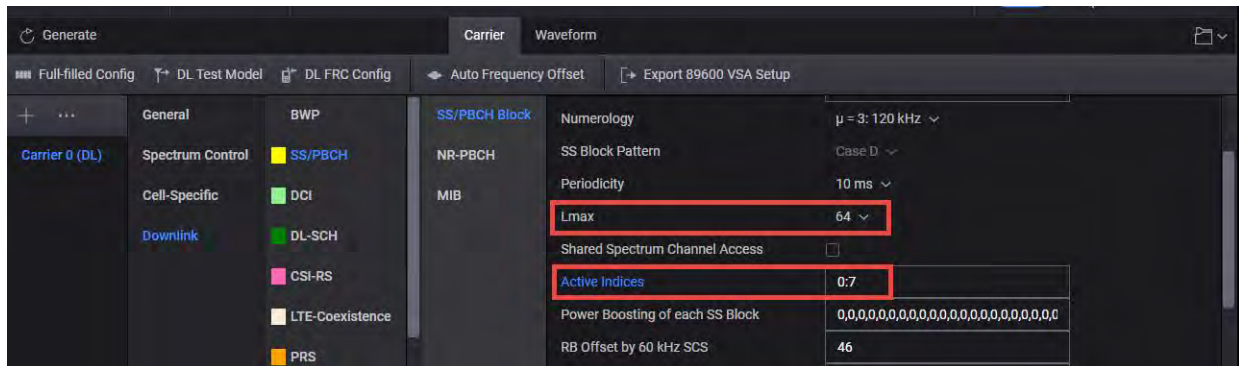 Generate
Carrier Waveform
Full-filled Config DL Test Model DL FRC Config Auto Frequency Offset Export 89600 VSA Setup
+ ...
Carrier 0 (DL)
General
Spectrum Control
Cell-Specific
Downlink
BWP
SS/PBCH
DCI
DL-SCH
CSI-RS
LTE-Coexistence
PRS
SS/PBCH Block
NR-PBCH
MIB
Numerology μ = 3: 120 kHz
SS Block Pattern Case D
Periodicity 10 ms
Lmax 64
Shared Spectrum Channel Access
Active Indices 0:7
Power Boosting of each SS Block 0,0,0,0,0,0,0,0,0,0,0,0,0,0,0,0,0,0,0,0,0,0
RB Offset by 60 kHz SCS 46